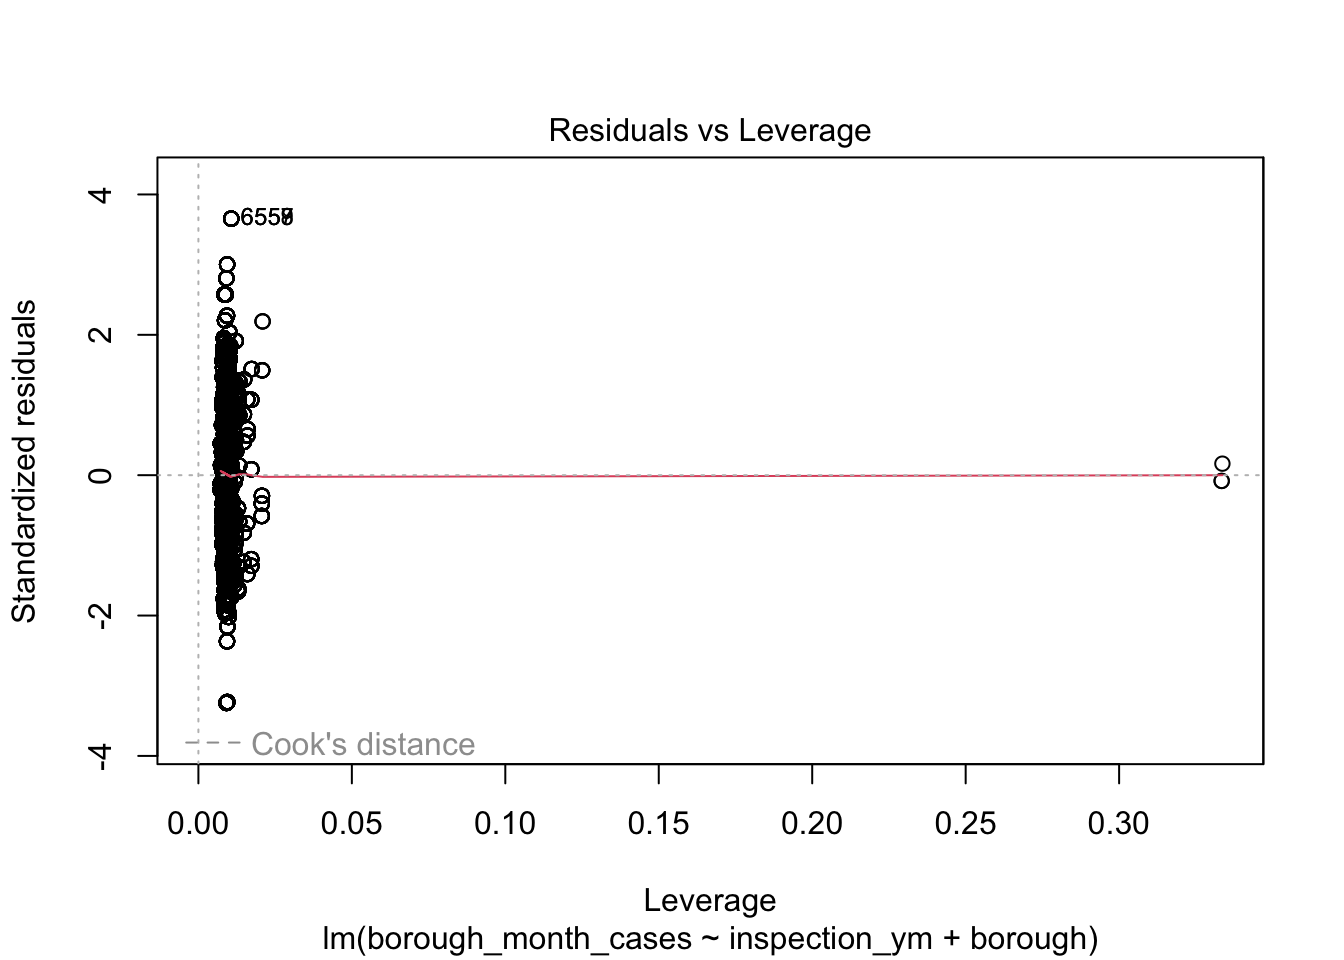 Residuals vs Leverage
4
2
0
-2
-4
Standardized residuals
Cook's distance
0.00 0.05 0.10 0.15 0.20 0.25 0.30
Leverage
lm(borough_month_cases ~ inspection_ym + borough)